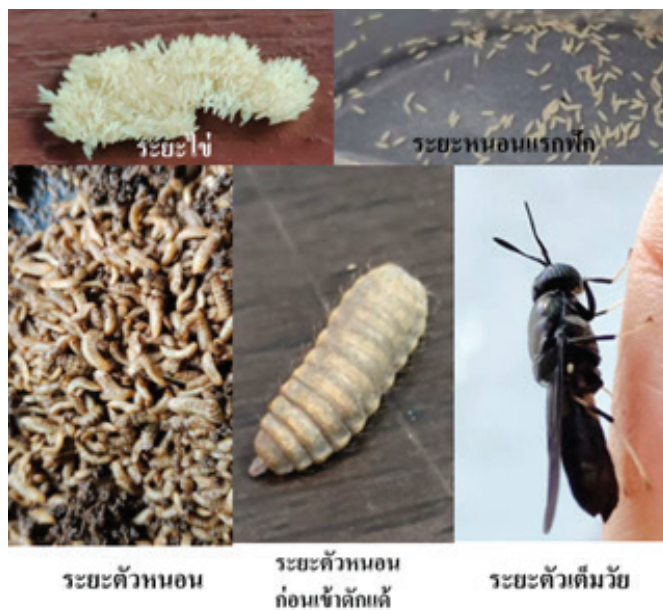 ระยะไข่
ระยะหนอนแรกฟัก
ระยะตัวหนอน
ระยะตัวหนอน
ก่อนเข้าดักแด้
ระยะตัวเต็มวัย